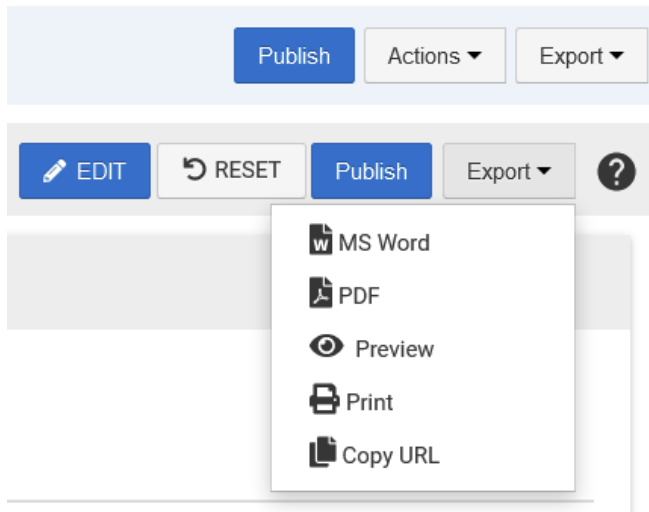 Publish Actions Export
EDIT RESET Publish Export ?
MS Word
PDF
Preview
Print
Copy URL